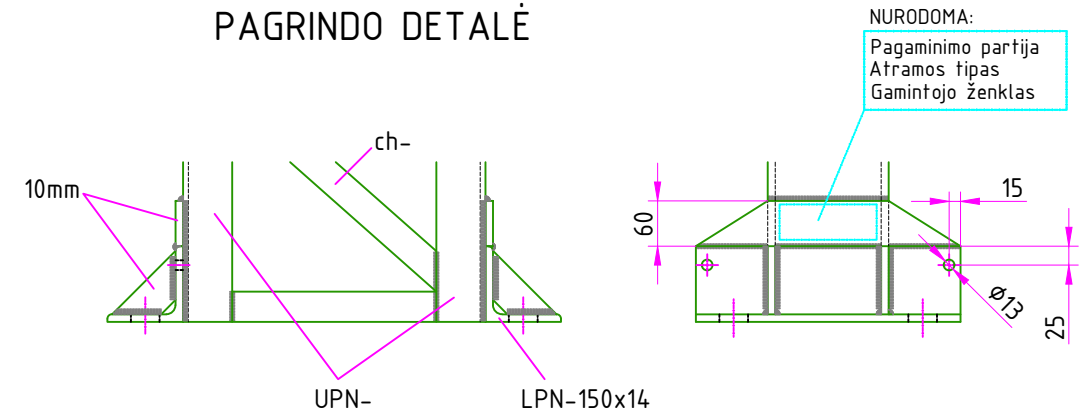 PAGRINDO DETALĖ
NURODOMA:
Pagaminimo partija
Atramos tipas
Gamintojo ženklas
ch-
10mm
60
15
Ø13
25
UPN-
LPN-150x14